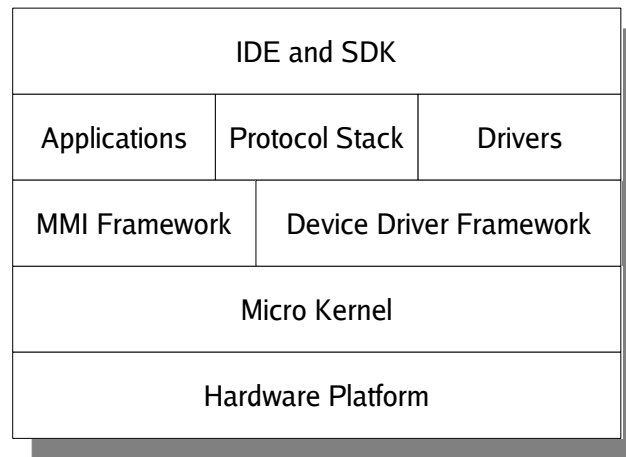 IDE and SDK
Applications
Protocol Stack
Drivers
MMI Framework
Device Driver Framework
Micro Kernel
Hardware Platform